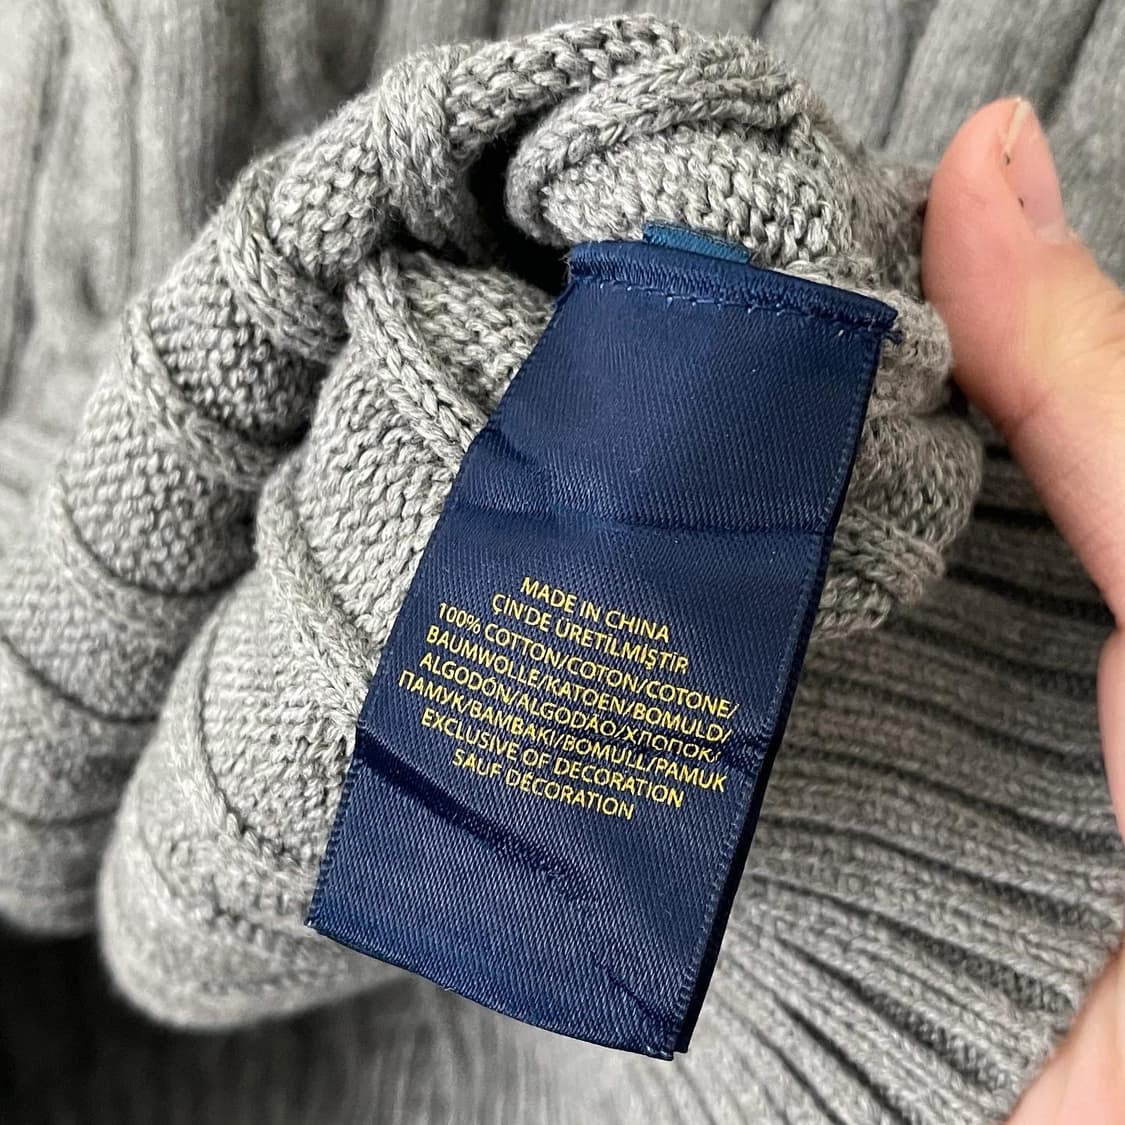 MADE IN CHINA
ÇIN'DE ÜRETİLMİŞTİR
100% COTTON/COTON/COTONE/
BAUMWOLLE/KATOEN/BOMULD/
ALGODÓN/ALGODÃO/ХЛОПОК/
ПАМУК/BAMBAKI/BOMULL/PAMUK
EXCLUSIVE OF DECORATION
SAUF DÉCORATION